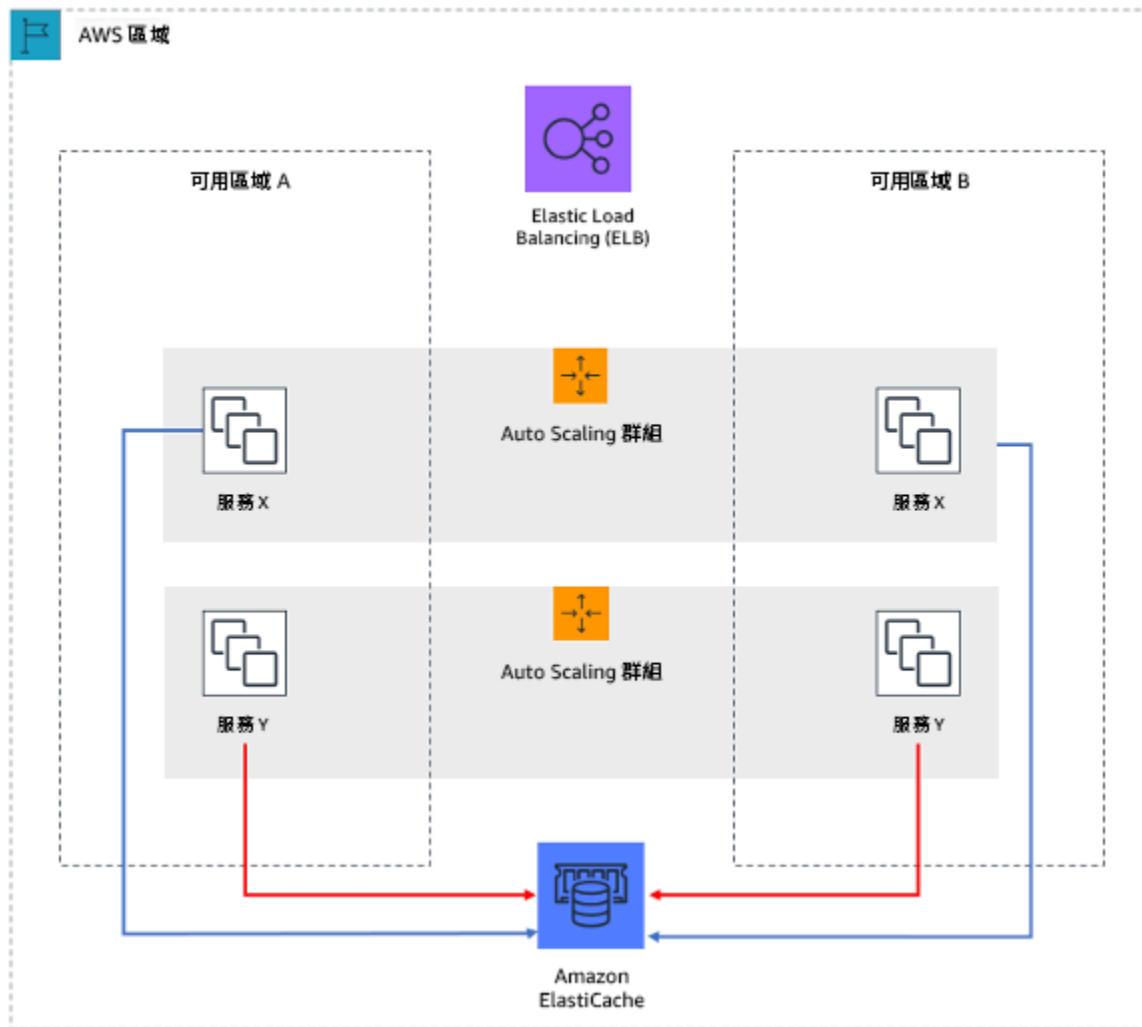 AWS 區域
可用區域 A
可用區域 B
Elastic Load
Balancing (ELB)
Auto Scaling 群組
服務 X
服務 X
Auto Scaling 群組
服務 Y
服務 Y
Amazon
ElastiCache